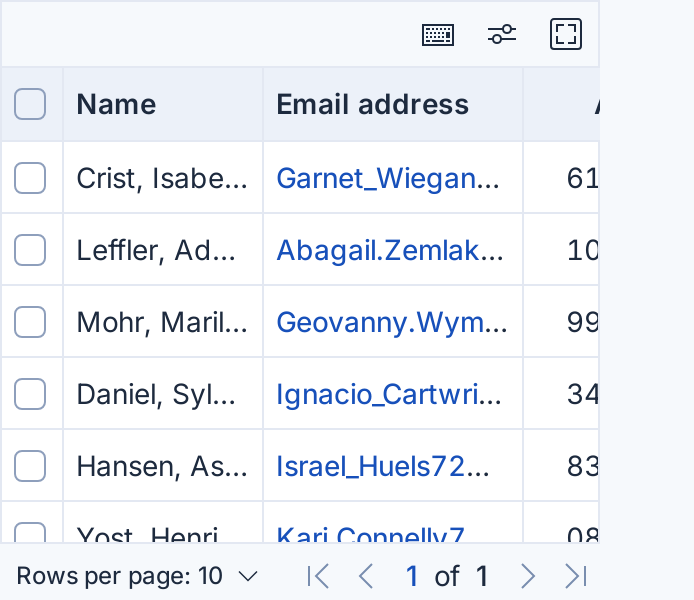 Name Email address
Crist, Isabe... Garnet_Wiegan... 61
Leffler, Ad... Abagail.Zemlak... 10
Mohr, Maril... Geovanny.Wym... 99
Daniel, Syl... Ignacio_Cartwri... 34
Hansen, As... Israel_Huels72... 83
Yost, Henri... Kari.Connelly7... 08
Rows per page: 10 1 of 1